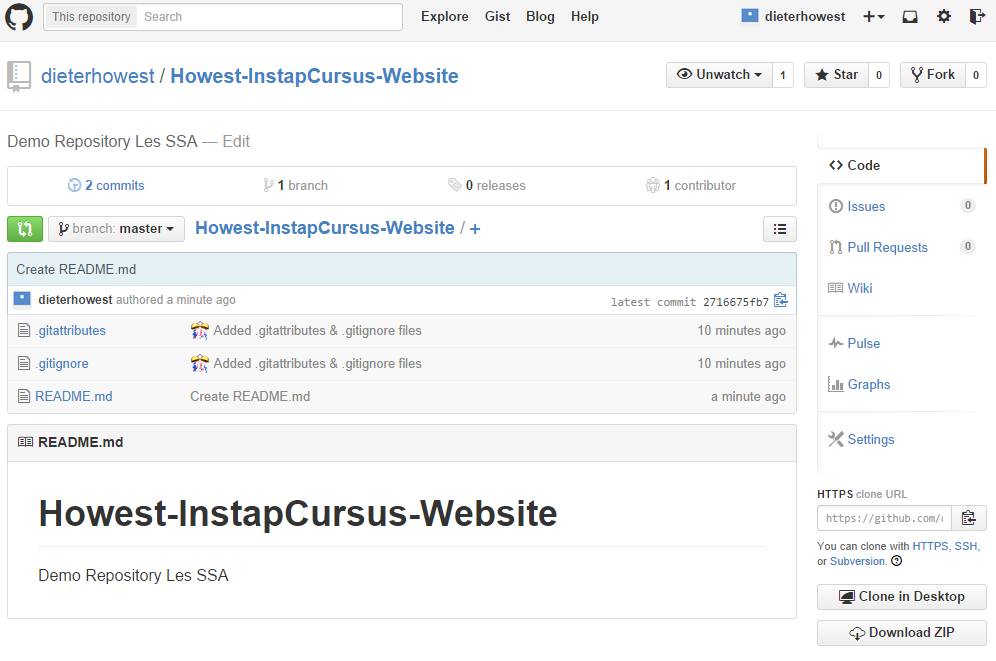 This repository Search Explore Gist Blog Help dieterhowest
dieterhowest / Howest-InstapCursus-Website Unwatch 1 Star 0 Fork 0
Demo Repository Les SSA — Edit
2 commits 1 branch 0 releases 1 contributor
branch: master Howest-InstapCursus-Website / +
Create README.md
dieterhowest authored a minute ago latest commit 2716675fb7
.gitattributes Added .gitattributes & .gitignore files 10 minutes ago
.gitignore Added .gitattributes & .gitignore files 10 minutes ago
README.md Create README.md a minute ago
README.md
Howest-InstapCursus-Website
Demo Repository Les SSA
Code
Issues 0
Pull Requests 0
Wiki
Pulse
Graphs
Settings
HTTPS clone URL
https://github.com/
You can clone with HTTPS, SSH,
or Subversion.
Clone in Desktop
Download ZIP